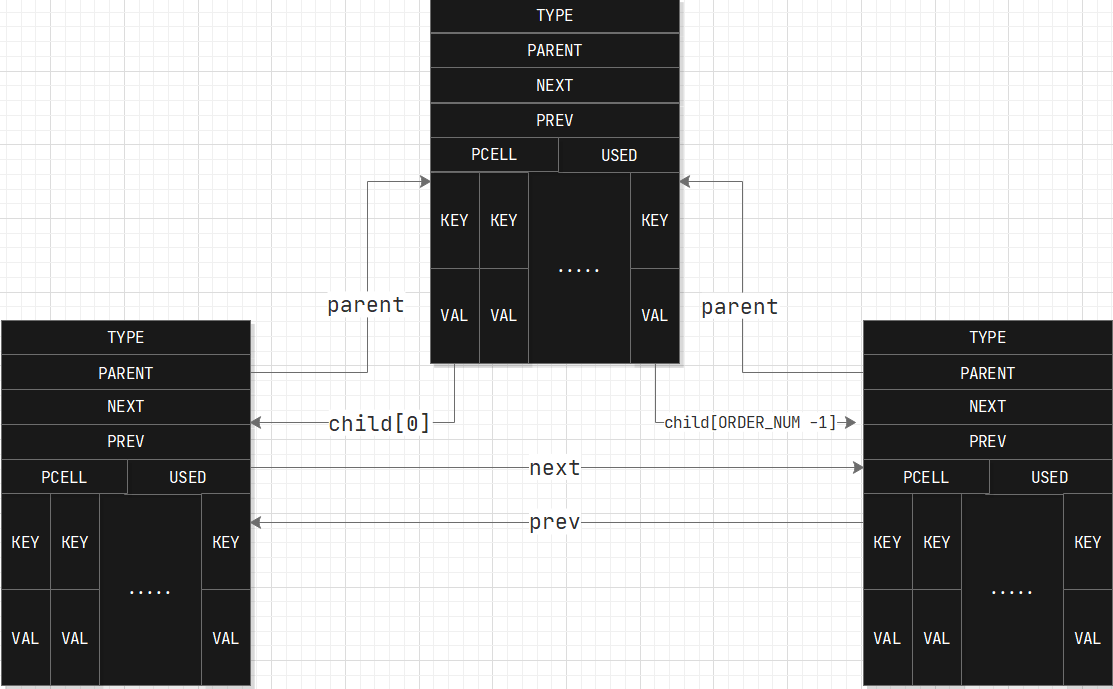 TYPE
PARENT
NEXT
PREV
PCELL USED
KEY KEY KEY
.....
VAL VAL VAL
parent parent
TYPE
PARENT
NEXT
PREV
PCELL USED
KEY KEY KEY
.....
VAL VAL VAL
child[0]
child[ORDER_NUM -1]
next
prev
TYPE
PARENT
NEXT
PREV
PCELL USED
KEY KEY KEY
.....
VAL VAL VAL